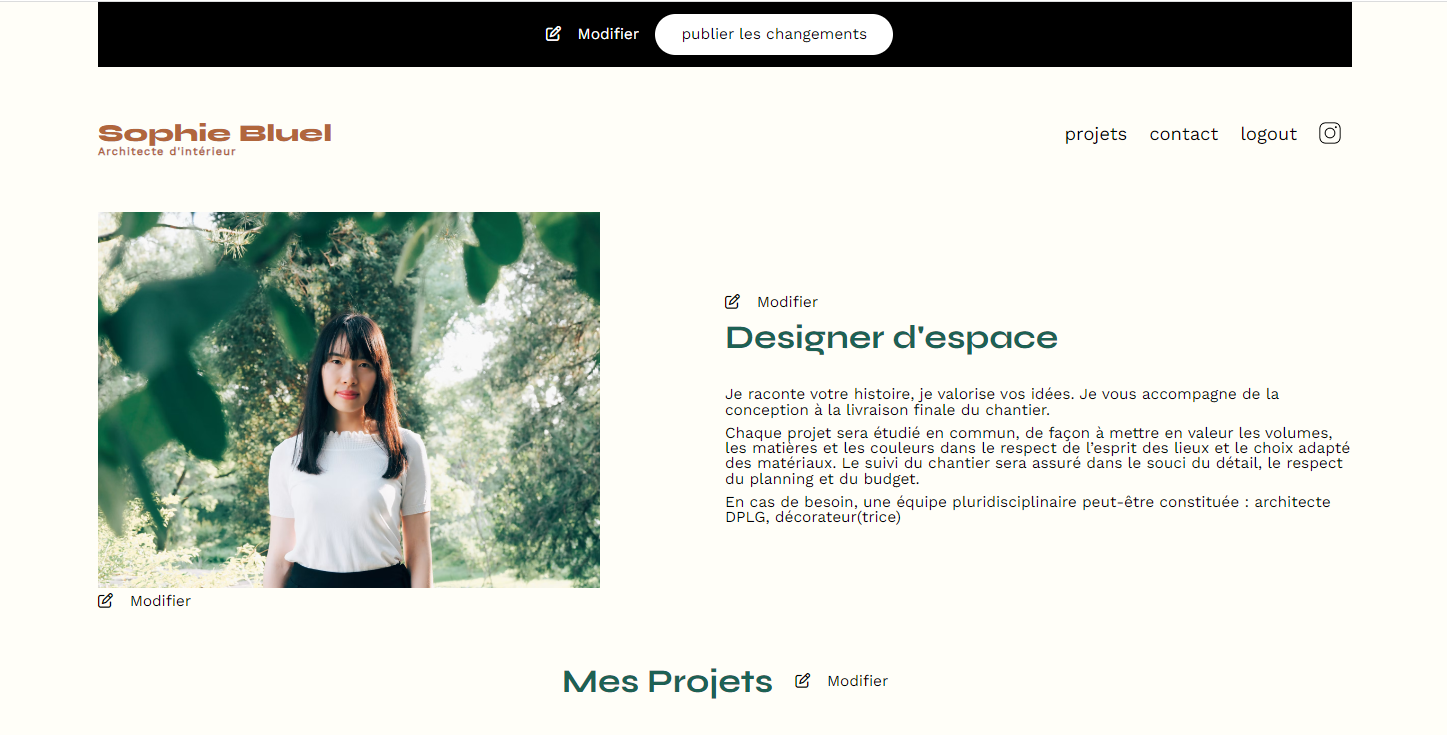 Modifier publier les changements
Sophie Bluel
Architecte d'intérieur
projets contact logout
Modifier
Designer d'espace
Je raconte votre histoire, je valorise vos idées. Je vous accompagne de la
conception à la livraison finale du chantier.
Chaque projet sera étudié en commun, de façon à mettre en valeur les volumes,
les matières et les couleurs dans le respect de l’esprit des lieux et le choix adapté
des matériaux. Le suivi du chantier sera assuré dans le souci du détail, le respect
du planning et du budget.
En cas de besoin, une équipe pluridisciplinaire peut-être constituée : architecte
DPLG, décorateur(trice)
Modifier
Mes Projets Modifier